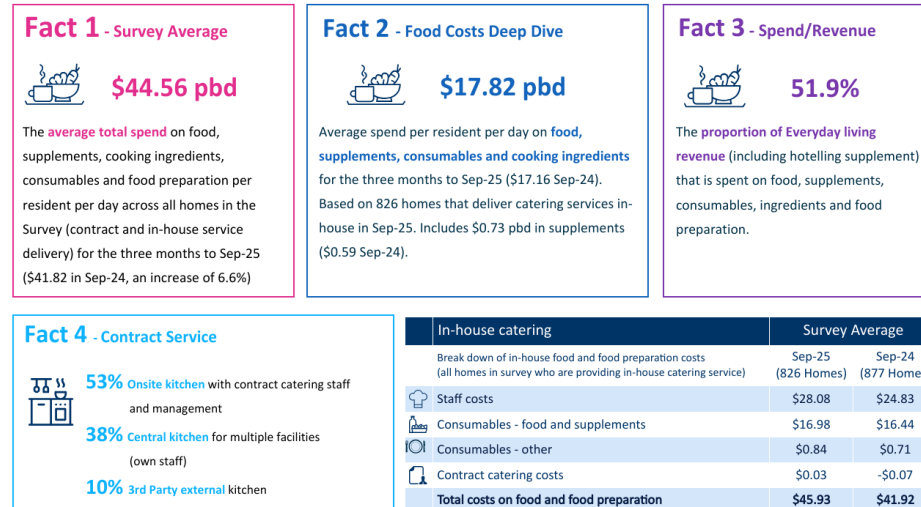 Fact 1 - Survey Average
$44.56 pbd
The average total spend on food,
supplements, cooking ingredients,
consumables and food preparation per
resident per day across all homes in the
Survey (contract and in-house service
delivery) for the three months to Sep-25
($41.82 in Sep-24, an increase of 6.6%)
Fact 2 - Food Costs Deep Dive
$17.82 pbd
Average spend per resident per day on food,
supplements, consumables and cooking ingredients
for the three months to Sep-25 ($17.16 Sep-24).
Based on 826 homes that deliver catering services in-
house in Sep-25. Includes $0.73 pbd in supplements
($0.59 Sep-24).
Fact 3 - Spend/Revenue
51.9%
The proportion of Everyday living
revenue (including hotelling supplement)
that is spent on food, supplements,
consumables, ingredients and food
preparation.
Fact 4 - Contract Service
53% Onsite kitchen with contract catering staff
and management
38% Central kitchen for multiple facilities
(own staff)
10% 3rd Party external kitchen
In-house catering Survey Average
Break down of in-house food and food preparation costs Sep-25 Sep-24
(all homes in survey who are providing in-house catering service) (826 Homes) (877 Home
Staff costs $28.08 $24.83
Consumables - food and supplements $16.98 $16.44
Consumables - other $0.84 $0.71
Contract catering costs $0.03 -$0.07
Total costs on food and food preparation $45.93 $41.92